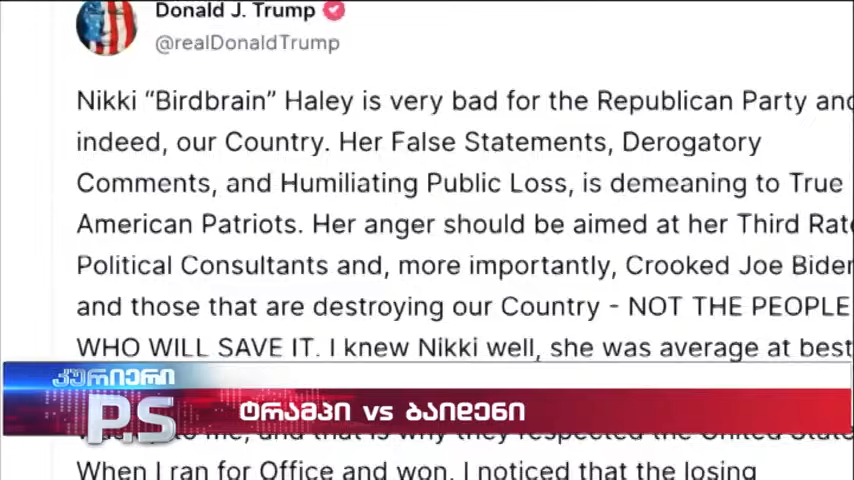 Donald J. Trump
@realDonaldTrump
Nikki “Birdbrain” Haley is very bad for the Republican Party and
indeed, our Country. Her False Statements, Derogatory
Comments, and Humiliating Public Loss, is demeaning to True
American Patriots. Her anger should be aimed at her Third Rate
Political Consultants and, more importantly, Crooked Joe Biden
and those that are destroying our Country - NOT THE PEOPLE
WHO WILL SAVE IT. I knew Nikki well, she was average at best
კურიერი
P.S
ტრამპი vs ბაიდენი
to me, and that is why they respected the United State
When I ran for Office and won, I noticed that the losing